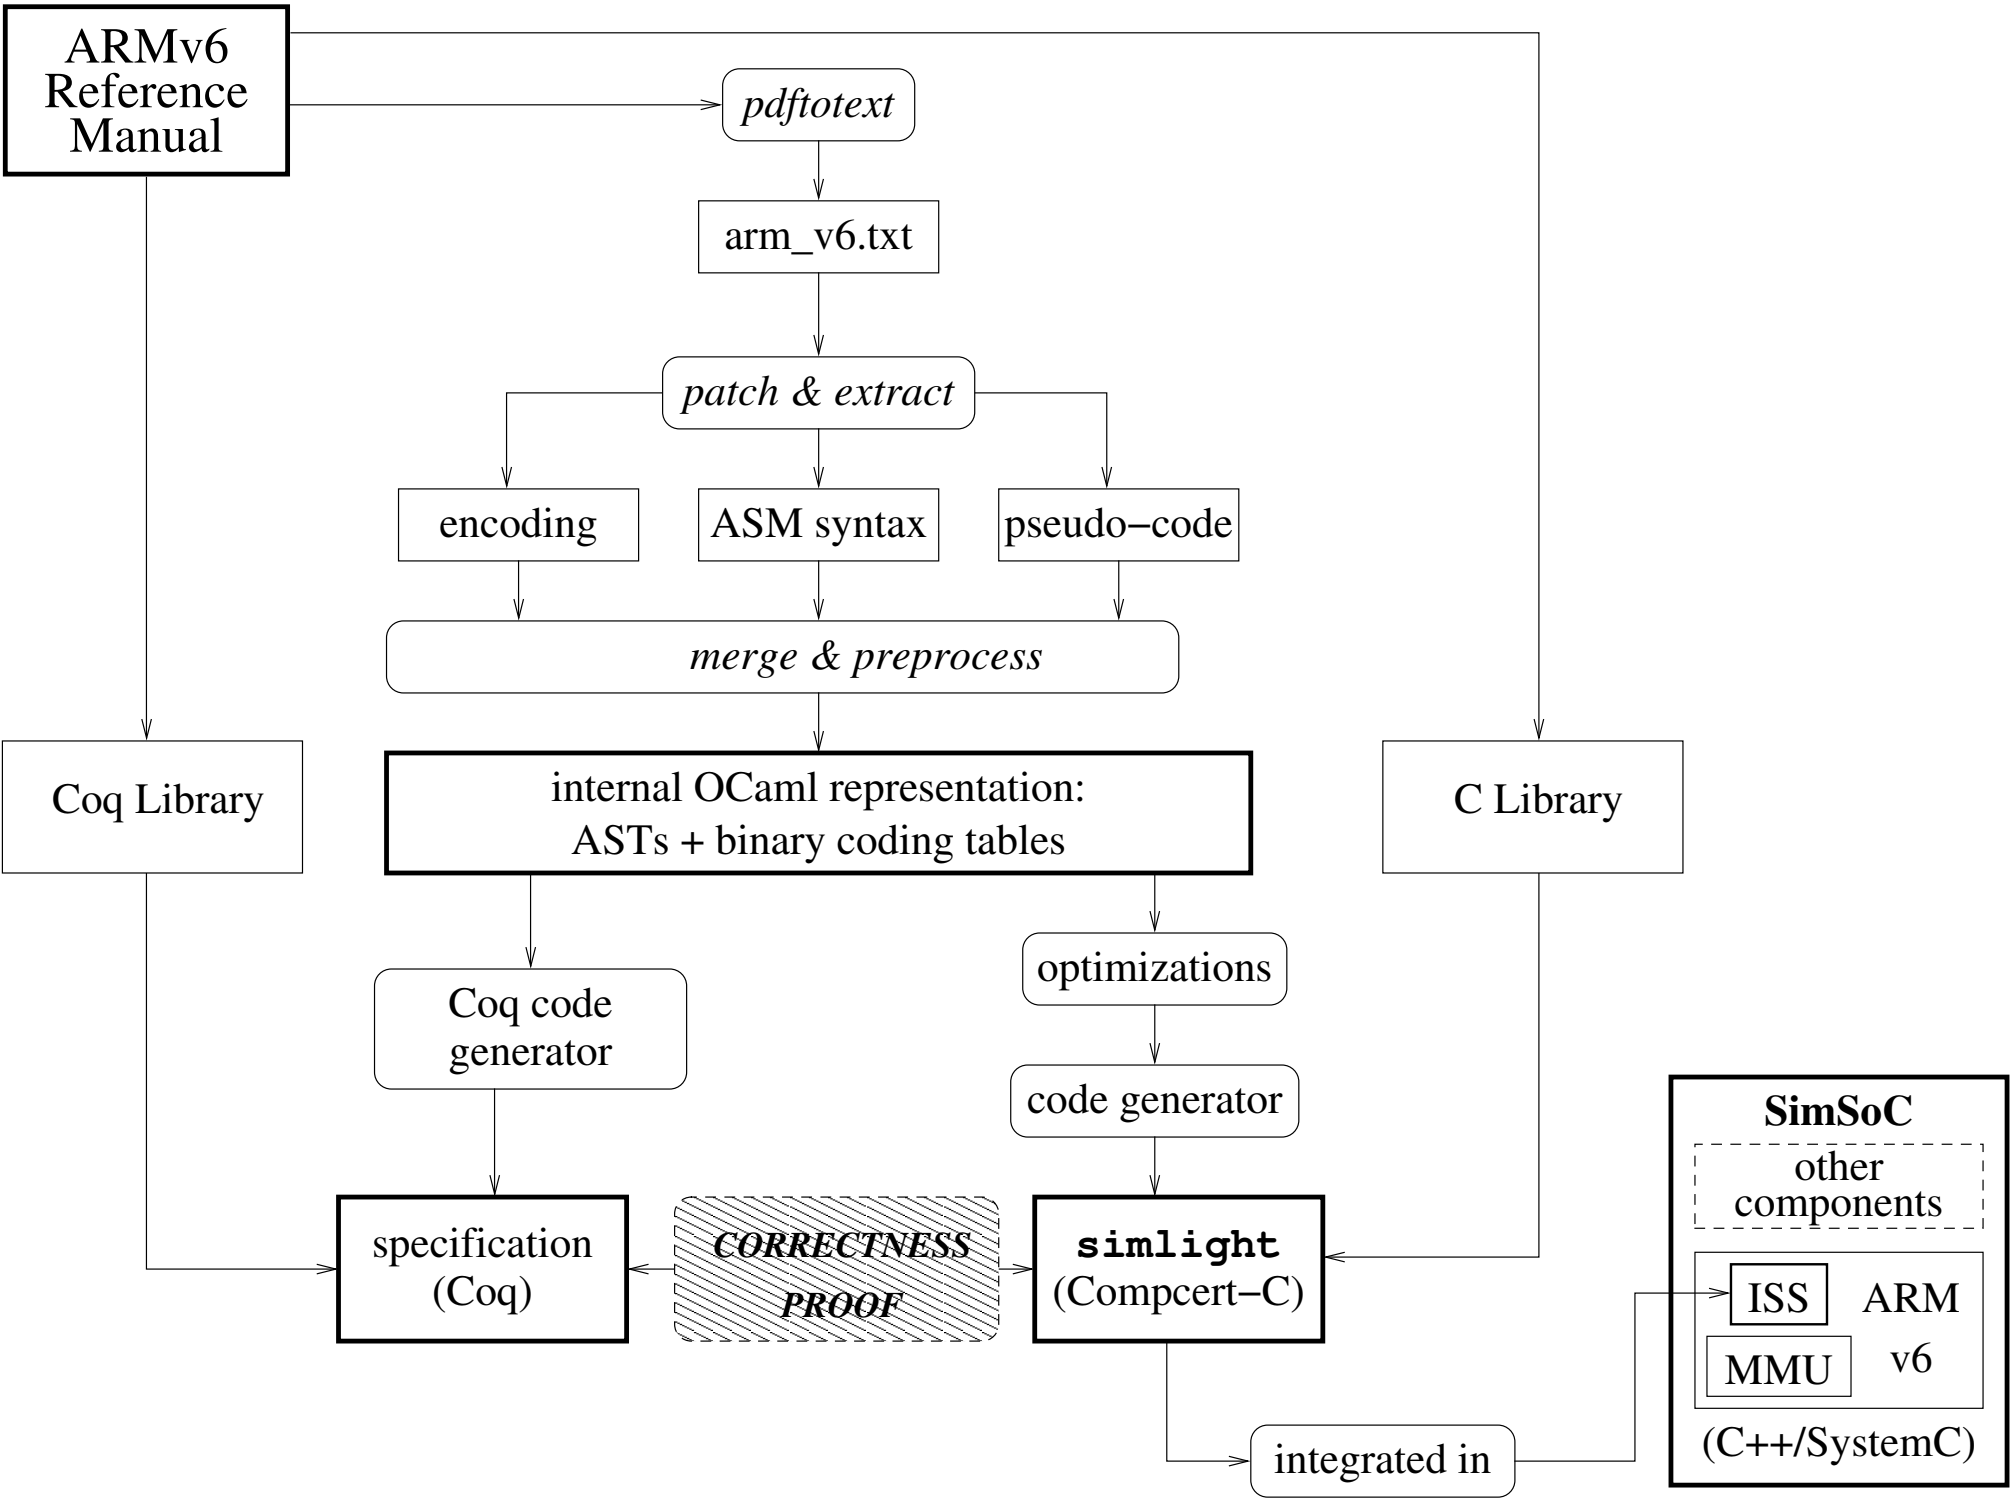 ARMv6
Reference
Manual
pdftotext
arm_v6.txt
patch & extract
encoding
ASM syntax
pseudo−code
merge & preprocess
Coq Library
internal OCaml representation:
ASTs + binary coding tables
C Library
optimizations
Coq code
generator
code generator
specification
(Coq)
CORRECTNESS
PROOF
simlight
(Compcert−C)
integrated in
SimSoC
other
components
ISS
ARM
v6
MMU
(C++/SystemC)